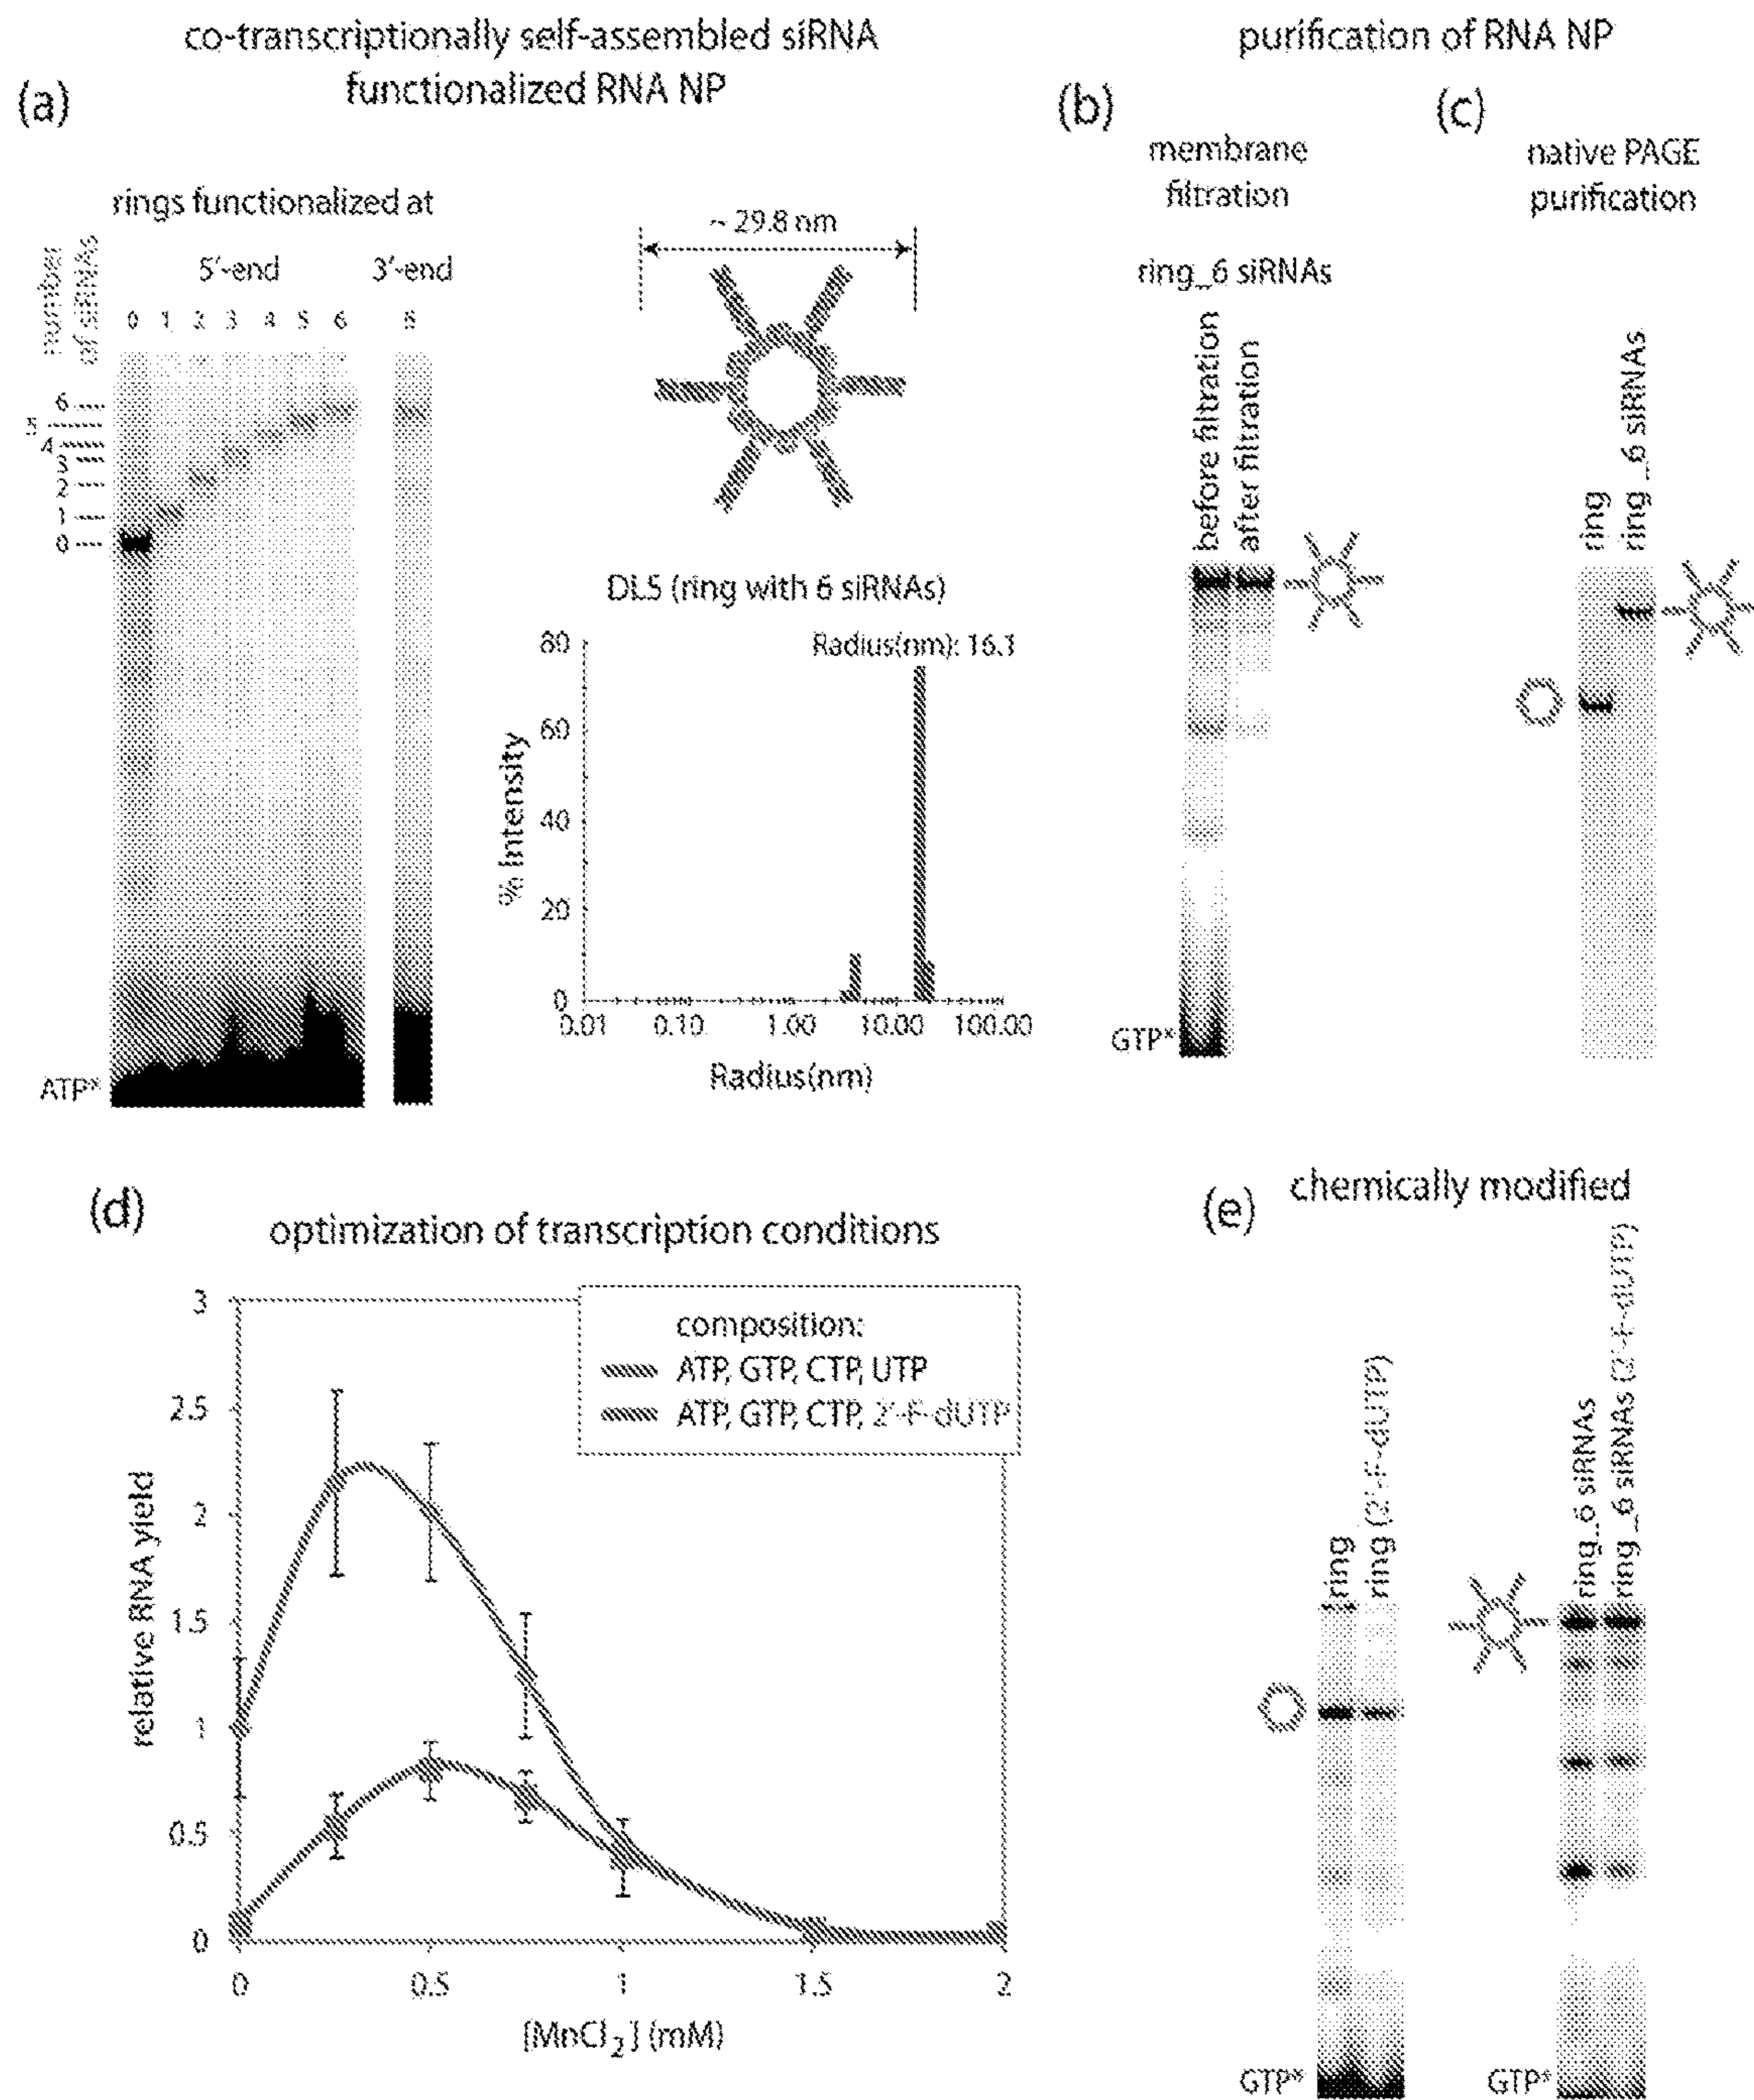 co-transcriptionally self-assembled siRNA
functionalized RNA NP
purification of RNA NP
(a)
rings functionalized at
number
of siRNAs
5'-end
3'-end
0 1 2 3 4 5 6
6
5
4
3
2
1
0
ATP*
~ 29.8 nm
DLS (ring with 6 siRNAs)
Radius(nm): 16.1
% Intensity
80
60
40
20
0
0.01 0.10 1.00 10.00 100.00
Radius(nm)
(b)
membrane
filtration
ring_6 siRNAs
before filtration
after filtration
GTP*
(c)
native PAGE
purification
ring
ring_6 siRNAs
(d)
optimization of transcription conditions
composition:
ATP, GTP, CTP, UTP
ATP, GTP, CTP, 2'-F-dUTP
relative RNA yield
3
2.5
2
1.5
1
0.5
0
0 0.5 1 1.5 2
[MnCl2] (mM)
(e)
chemically modified
ring
ring (2'-F-dUTP)
GTP*
ring_6 siRNAs
ring_6 siRNAs (2'-F-dUTP)
GTP*